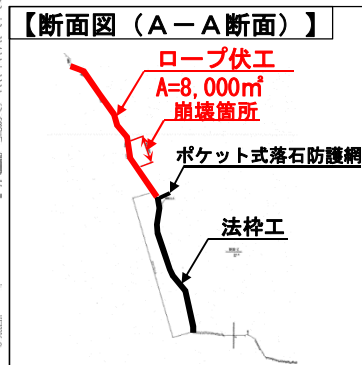 【断面図（A－A断面）】
ロープ伏工
A=8,000㎡
崩壊箇所
ポケット式落石防護網
法枠工